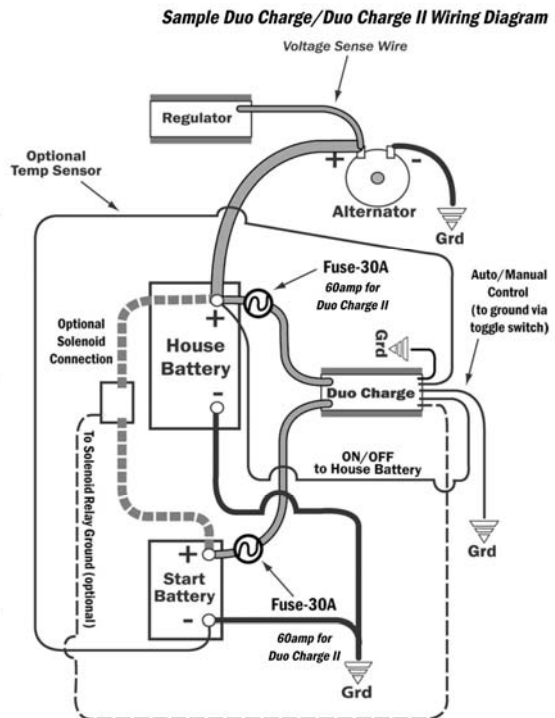 Sample Duo Charge/Duo Charge II Wiring Diagram
Voltage Sense Wire
Regulator
Optional
Temp Sensor
+
-
Alternator
Grd
Fuse-30A
60amp for
Duo Charge II
Auto/Manual
Control
(to ground via
toggle switch)
Optional
Solenoid
Connection
+
House
Battery
-
Grd
Duo Charge
To Solenoid Relay Ground (optional)
ON/OFF
to House Battery
Grd
+
Start
Battery
-
Fuse-30A
60amp for
Duo Charge II
Grd